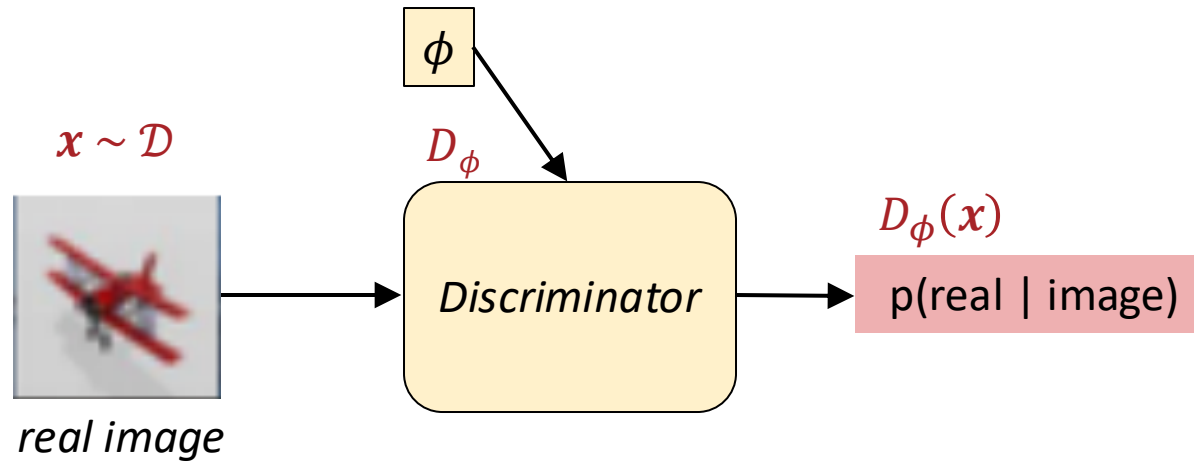 ϕ
𝒙 ~ 𝒟
D_ϕ
D_ϕ(𝒙)
Discriminator
p(real | image)
real image